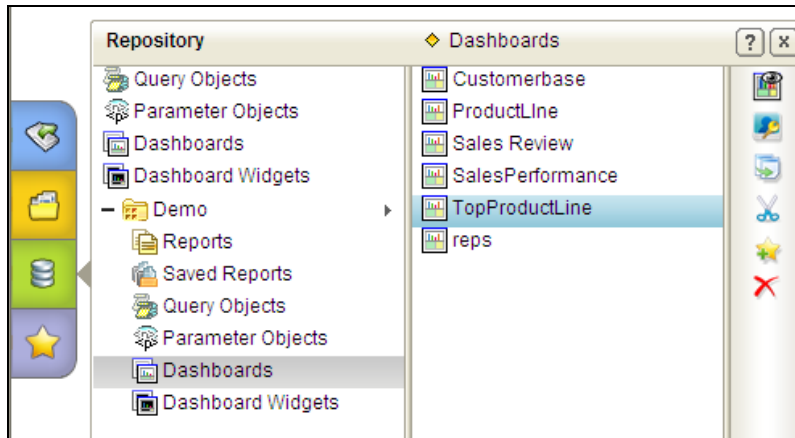 Repository
Query Objects
Parameter Objects
Dashboards
Dashboard Widgets
Demo
Reports
Saved Reports
Query Objects
Parameter Objects
Dashboards
Dashboard Widgets
Dashboards
Customerbase
ProductLIne
Sales Review
SalesPerformance
TopProductLine
reps
?
x